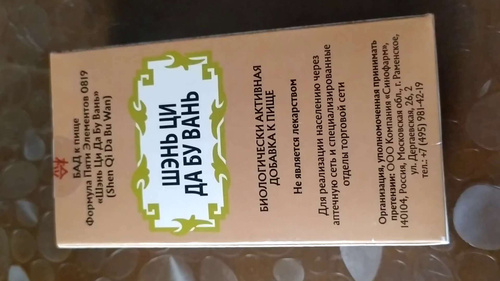 БАД к пище
Формула Пяти Элементов 0819
«Шэнь Ци Да Бу Вань»
(Shen Qi Da Bu Wan)
ШЭНЬ ЦИ
ДА БУ ВАНЬ
БИОЛОГИЧЕСКИ АКТИВНАЯ
ДОБАВКА К ПИЩЕ
Не является лекарством
Для реализации населению через
аптечную сеть и специализированные
отделы торговой сети
Организация, уполномоченная принимать
претензии: ООО Компания «Синофарм»,
140104, Россия, Московская обл., г. Раменское,
ул. Дергаевская, 26, 2
тел.: +7 (495) 981-42-19